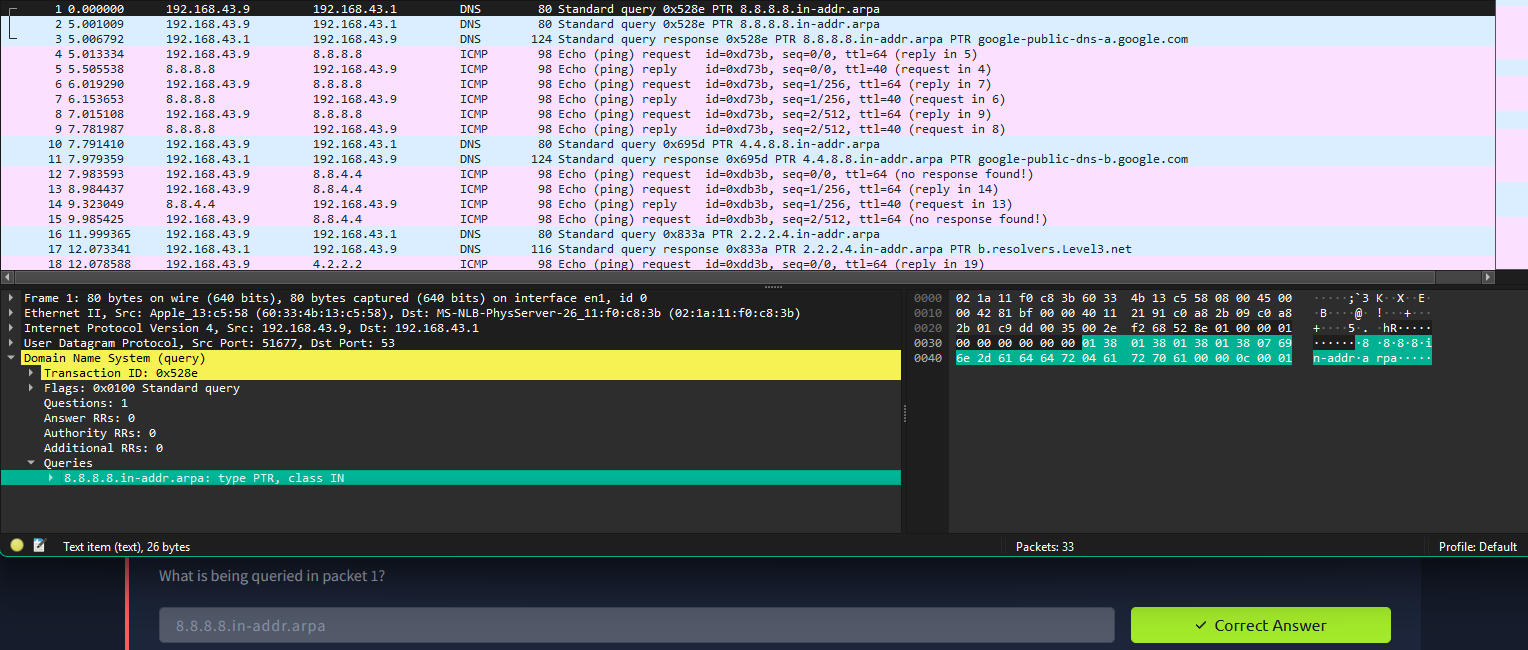 1 0.000000 192.168.43.9 192.168.43.1 DNS 80 Standard query 0x528e PTR 8.8.8.8.in-addr.arpa
2 5.001009 192.168.43.9 192.168.43.1 DNS 80 Standard query 0x528e PTR 8.8.8.8.in-addr.arpa
3 5.006792 192.168.43.1 192.168.43.9 DNS 124 Standard query response 0x528e PTR 8.8.8.8.in-addr.arpa PTR google-public-dns-a.google.com
4 5.013334 192.168.43.9 8.8.8.8 ICMP 98 Echo (ping) request id=0xd73b, seq=0/0, ttl=64 (reply in 5)
5 5.505538 8.8.8.8 192.168.43.9 ICMP 98 Echo (ping) reply id=0xd73b, seq=0/0, ttl=40 (request in 4)
6 6.019290 192.168.43.9 8.8.8.8 ICMP 98 Echo (ping) request id=0xd73b, seq=1/256, ttl=64 (reply in 7)
7 6.153653 8.8.8.8 192.168.43.9 ICMP 98 Echo (ping) reply id=0xd73b, seq=1/256, ttl=40 (request in 6)
8 7.015108 192.168.43.9 8.8.8.8 ICMP 98 Echo (ping) request id=0xd73b, seq=2/512, ttl=64 (reply in 9)
9 7.781987 8.8.8.8 192.168.43.9 ICMP 98 Echo (ping) reply id=0xd73b, seq=2/512, ttl=40 (request in 8)
10 7.791410 192.168.43.9 192.168.43.1 DNS 80 Standard query 0x695d PTR 4.4.8.8.in-addr.arpa
11 7.979359 192.168.43.1 192.168.43.9 DNS 124 Standard query response 0x695d PTR 4.4.8.8.in-addr.arpa PTR google-public-dns-b.google.com
12 7.983593 192.168.43.9 8.8.4.4 ICMP 98 Echo (ping) request id=0xdb3b, seq=0/0, ttl=64 (no response found!)
13 8.984437 192.168.43.9 8.8.4.4 ICMP 98 Echo (ping) request id=0xdb3b, seq=1/256, ttl=64 (reply in 14)
14 9.323049 8.8.4.4 192.168.43.9 ICMP 98 Echo (ping) reply id=0xdb3b, seq=1/256, ttl=40 (request in 13)
15 9.985425 192.168.43.9 8.8.4.4 ICMP 98 Echo (ping) request id=0xdb3b, seq=2/512, ttl=64 (no response found!)
16 11.999365 192.168.43.9 192.168.43.1 DNS 80 Standard query 0x833a PTR 2.2.2.4.in-addr.arpa
17 12.073341 192.168.43.1 192.168.43.9 DNS 116 Standard query response 0x833a PTR 2.2.2.4.in-addr.arpa PTR b.resolvers.Level3.net
18 12.078588 192.168.43.9 4.2.2.2 ICMP 98 Echo (ping) request id=0xdd3b, seq=0/0, ttl=64 (reply in 19)
Frame 1: 80 bytes on wire (640 bits), 80 bytes captured (640 bits) on interface en1, id 0
Ethernet II, Src: Apple_13:c5:58 (60:33:4b:13:c5:58), Dst: MS-NLB-PhysServer-26_11:f0:c8:3b (02:1a:11:f0:c8:3b)
Internet Protocol Version 4, Src: 192.168.43.9, Dst: 192.168.43.1
User Datagram Protocol, Src Port: 51677, Dst Port: 53
Domain Name System (query)
Transaction ID: 0x528e
Flags: 0x0100 Standard query
Questions: 1
Answer RRs: 0
Authority RRs: 0
Additional RRs: 0
Queries
8.8.8.8.in-addr.arpa: type PTR, class IN
0000 02 1a 11 f0 c8 3b 60 33 4b 13 c5 58 08 00 45 00 ·····;`3 K··X··E·
0010 00 42 81 bf 00 00 40 11 21 91 c0 a8 2b 09 c0 a8 ·B····@· !···+···
0020 2b 01 c9 dd 00 35 00 2e f2 68 52 8e 01 00 00 01 +····5·. ·hR·····
0030 00 00 00 00 00 00 01 38 01 38 01 38 01 38 07 69 ·······8 ·8·8·8·i
0040 6e 2d 61 64 64 72 04 61 72 70 61 00 00 0c 00 01 n-addr·a rpa·····
Text item (text), 26 bytes
Packets: 33
Profile: Default
What is being queried in packet 1?
8.8.8.8.in-addr.arpa
✓ Correct Answer